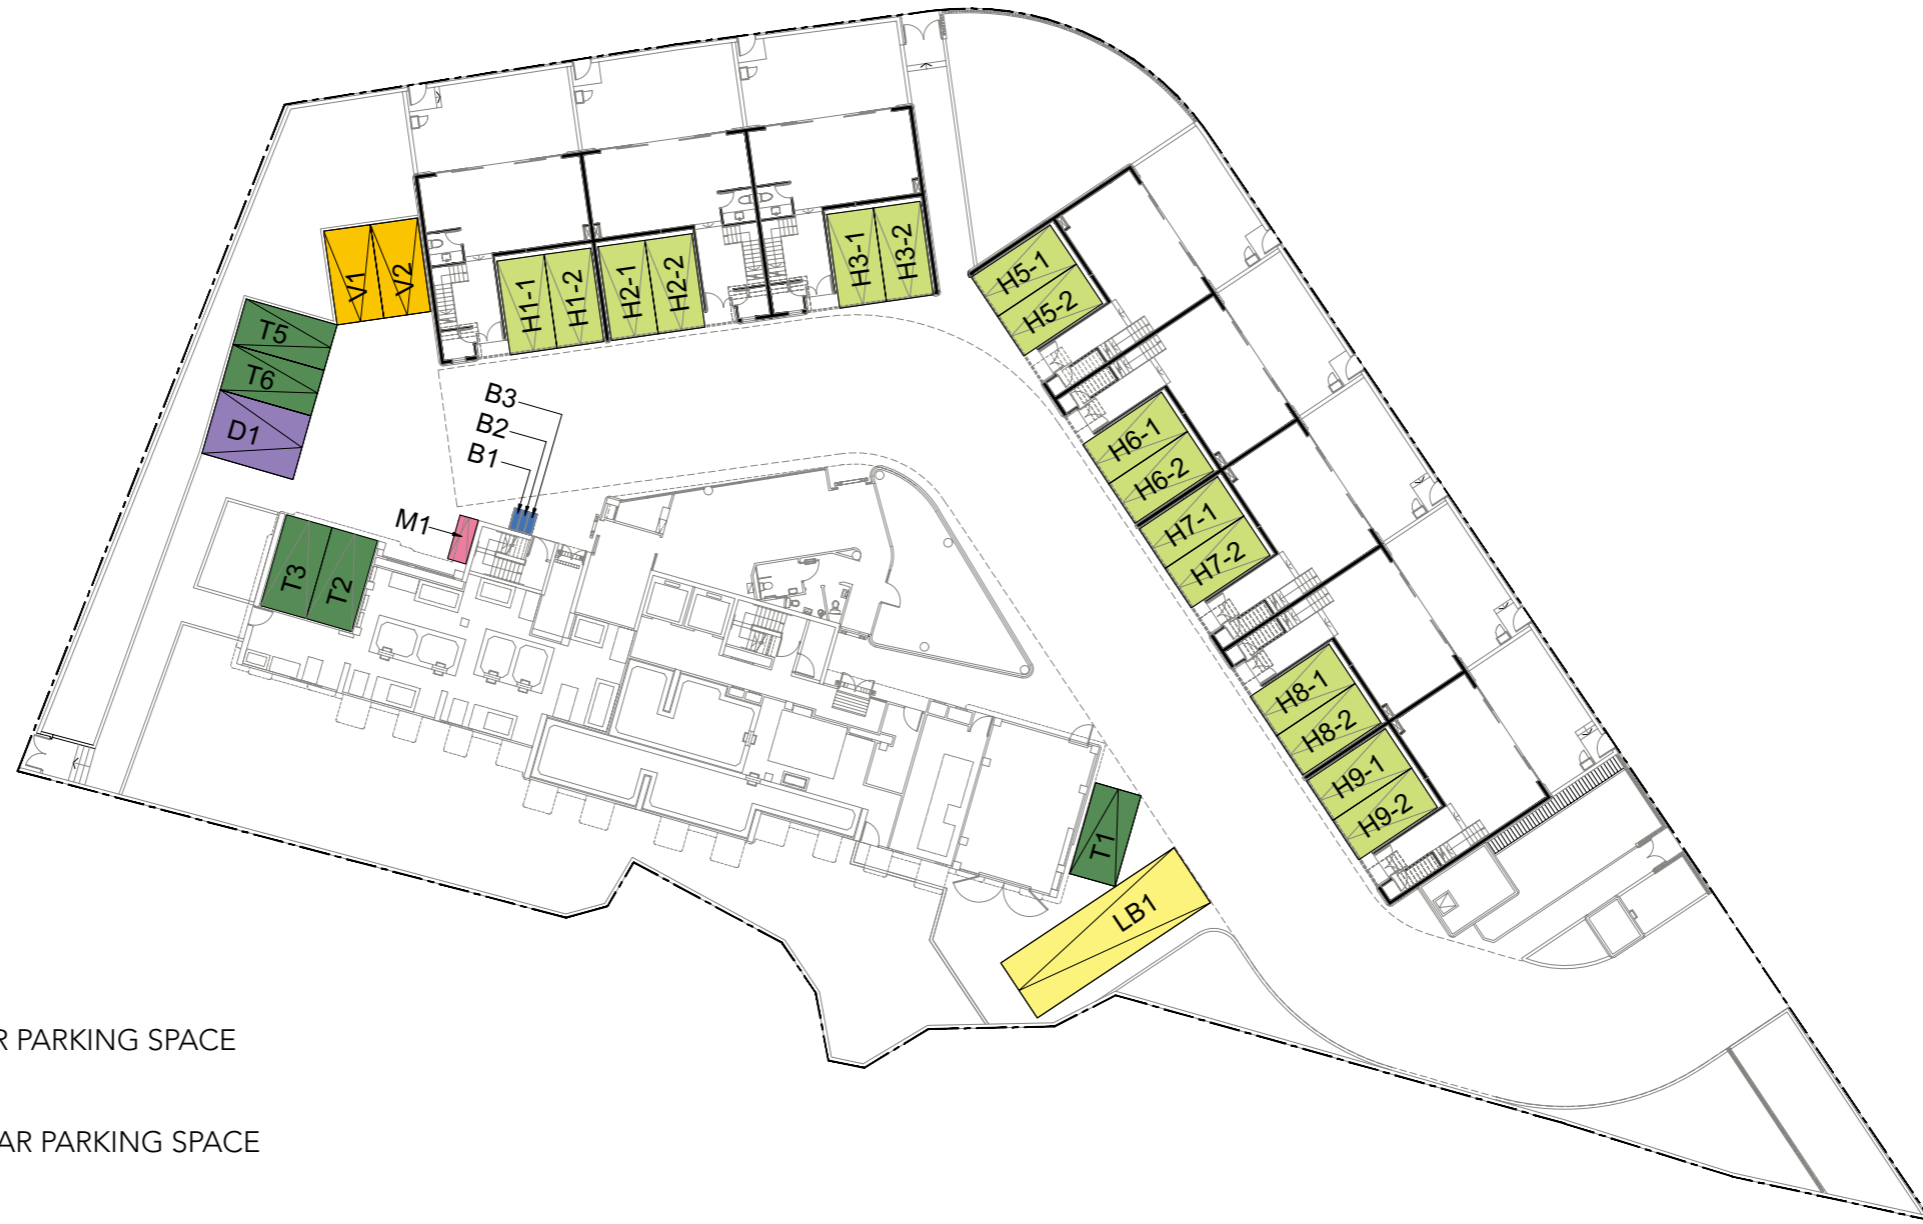 H3-1
H3-2
V1
V2
H1-1
H1-2
H2-1
H2-2
H5-1
H5-2
T5
T6
D1
B3
B2
B1
M1
H6-1
H6-2
H7-1
H7-2
T3
T2
H8-1
H8-2
H9-1
H9-2
T1
LB1
R PARKING SPACE
AR PARKING SPACE